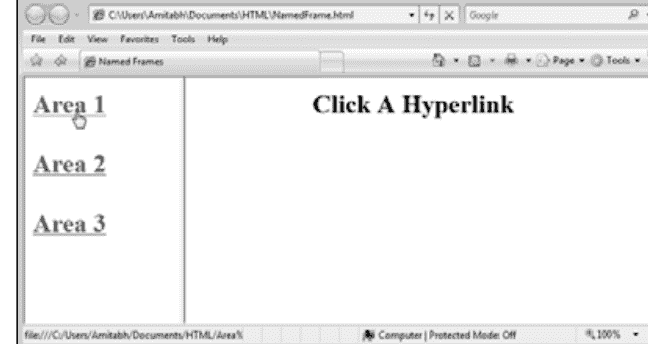 C:\Users\Amitabh\Documents\HTML\NamedFrame.html Google
File Edit View Favorites Tools Help
Named Frames Page Tools
Area 1 Click A Hyperlink
Area 2
Area 3
file:///C:/Users/Amitabh/Documents/HTML/Area% Computer | Protected Mode: Off 100%